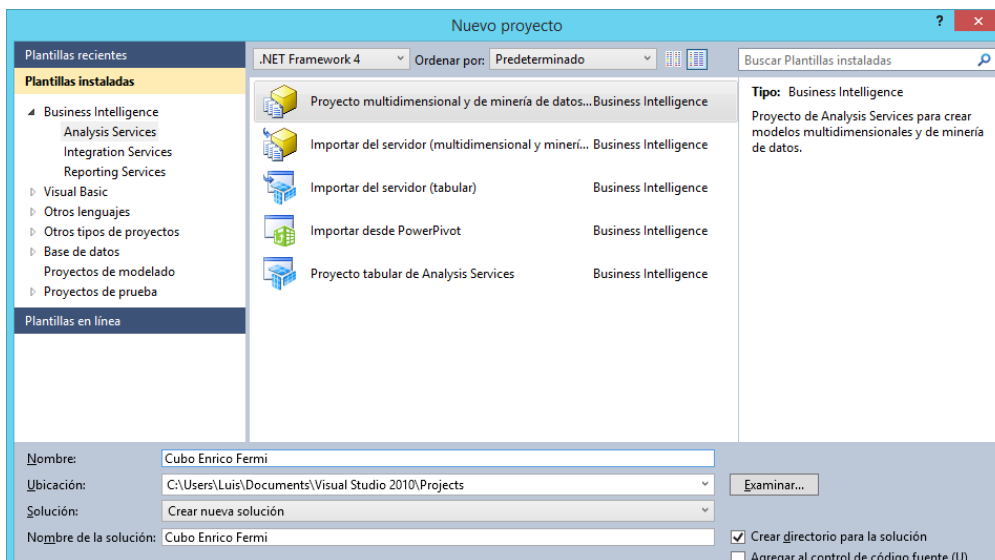 Nuevo proyecto
?
Plantillas recientes
Plantillas instaladas
Business Intelligence
Analysis Services
Integration Services
Reporting Services
Visual Basic
Otros lenguajes
Otros tipos de proyectos
Base de datos
Proyectos de modelado
Proyectos de prueba
Plantillas en línea
.NET Framework 4 Ordenar por: Predeterminado
Proyecto multidimensional y de minería de datos... Business Intelligence
Importar del servidor (multidimensional y minerí... Business Intelligence
Importar del servidor (tabular) Business Intelligence
Importar desde PowerPivot Business Intelligence
Proyecto tabular de Analysis Services Business Intelligence
Buscar Plantillas instaladas
Tipo: Business Intelligence
Proyecto de Analysis Services para crear
modelos multidimensionales y de minería
de datos.
Nombre: Cubo Enrico Fermi
Ubicación: C:\Users\Luis\Documents\Visual Studio 2010\Projects Examinar...
Solución: Crear nueva solución
Nombre de la solución: Cubo Enrico Fermi Crear directorio para la solución
Agregar al control de código fuente (U)